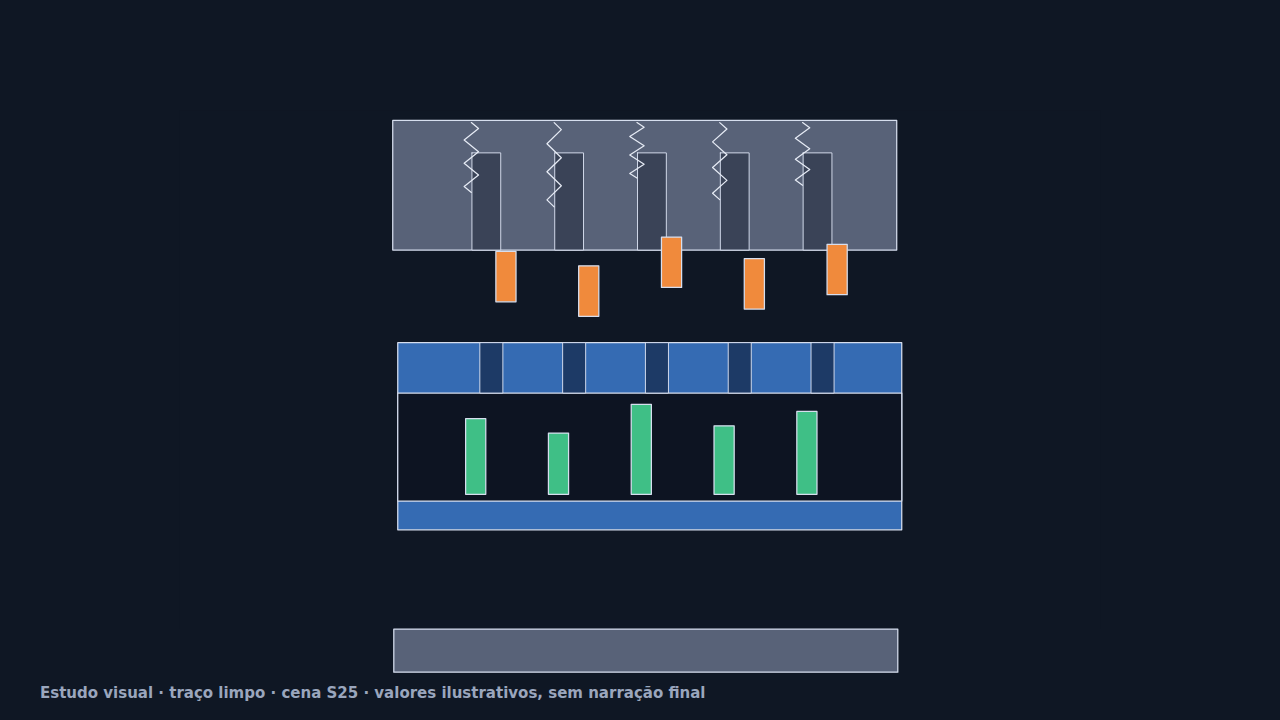 Estudo visual · traço limpo · cena S25 · valores ilustrativos, sem narração final